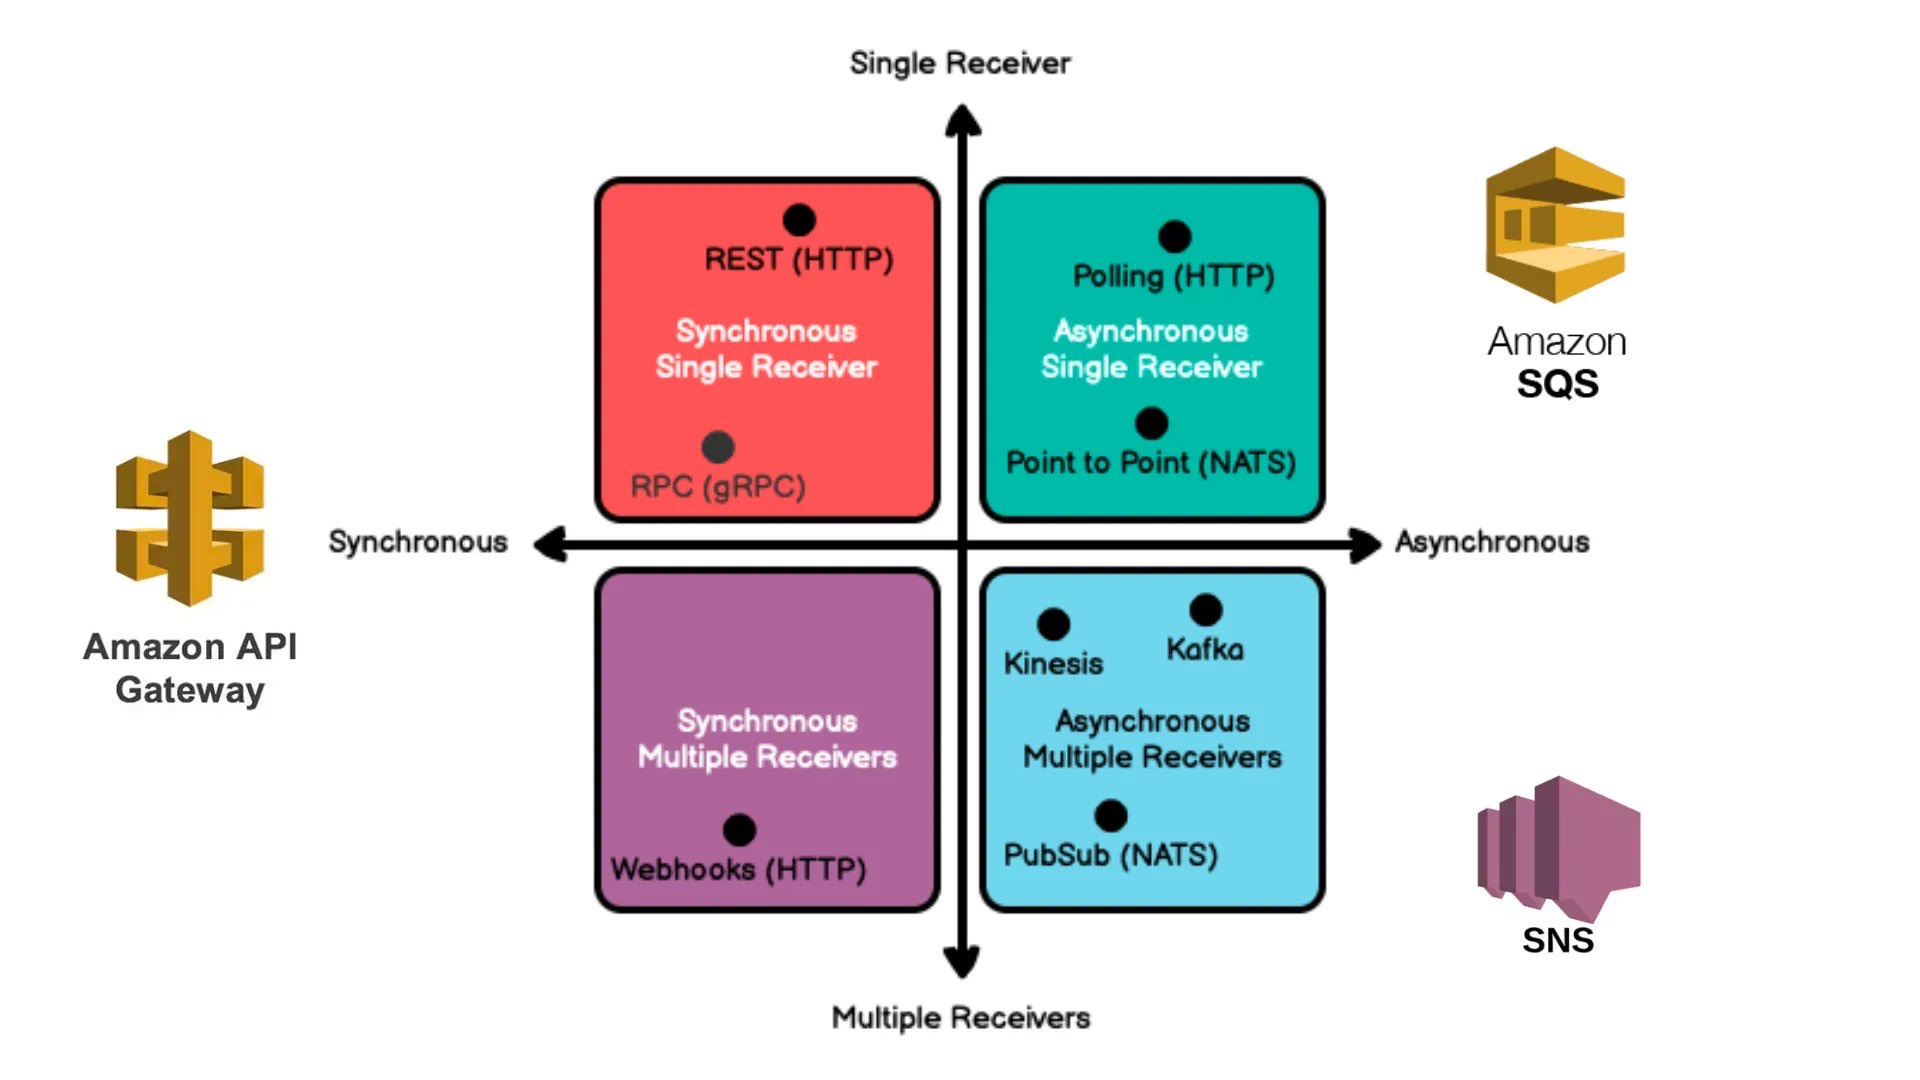 Single Receiver
REST (HTTP)
Synchronous
Single Receiver
RPC (gRPC)
Polling (HTTP)
Asynchronous
Single Receiver
Point to Point (NATS)
Amazon
SQS
Amazon API
Gateway
Synchronous
Asynchronous
Synchronous
Multiple Receivers
Webhooks (HTTP)
Kinesis
Kafka
Asynchronous
Multiple Receivers
PubSub (NATS)
SNS
Multiple Receivers